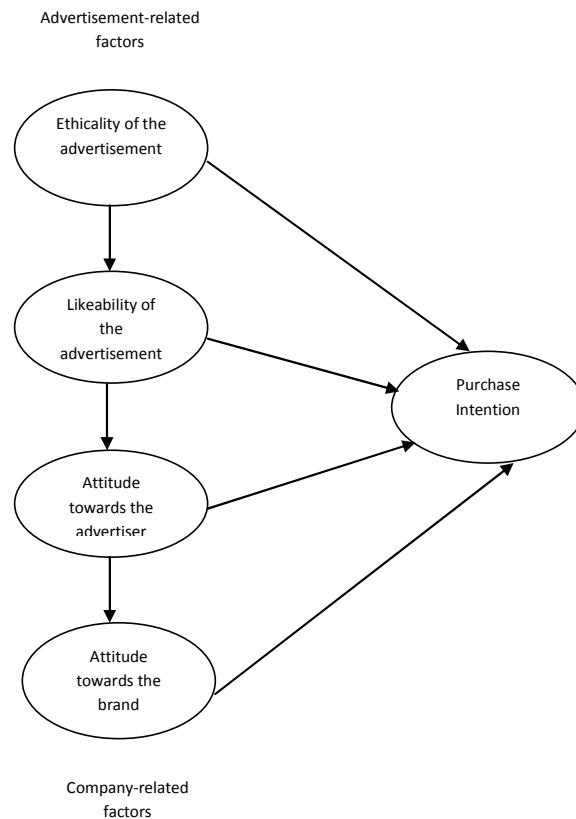 Advertisement-related
factors
Ethicality of the
advertisement
Likeability of
the
advertisement
Purchase
Intention
Attitude
towards the
advertiser
Attitude
towards the
brand
Company-related
factors